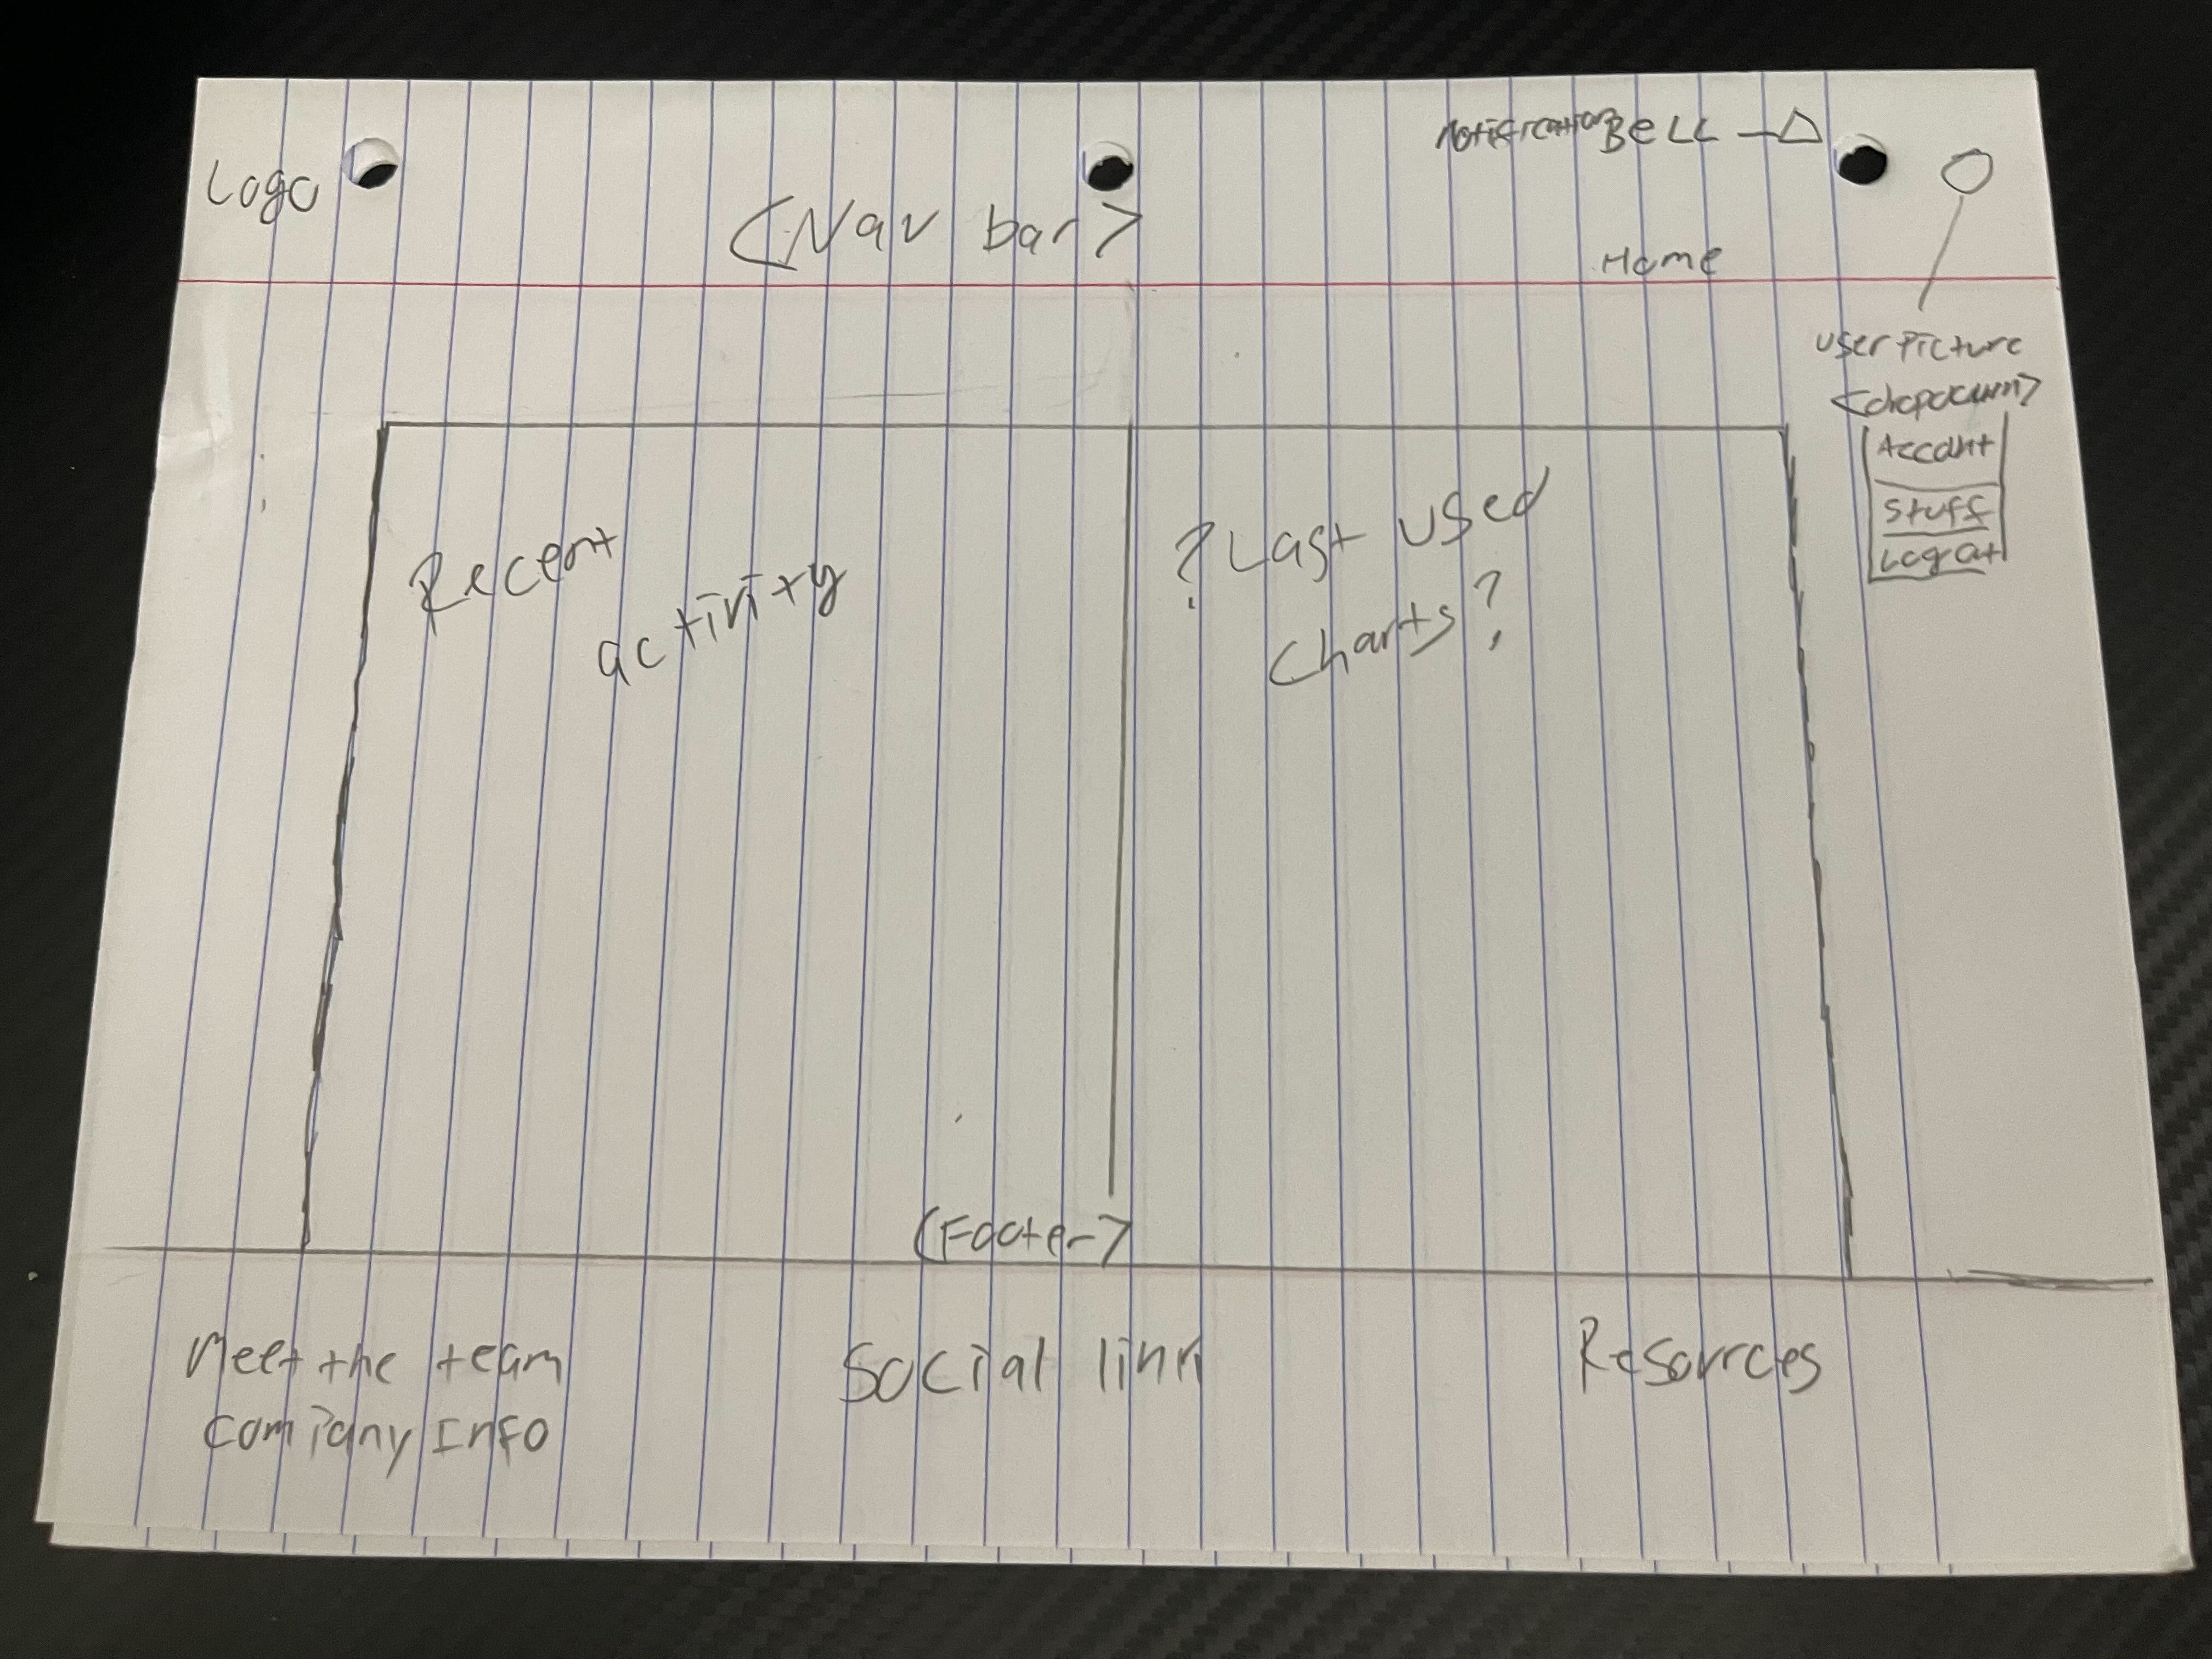 Logo
notification BELL
<Nav bar>
Home
user Picture
<dropdown>
Account
Stuff
Logout
Recent
activity
? Last used
Charts ?
<Footer>
Meet the team
Company Info
Social link
Resources